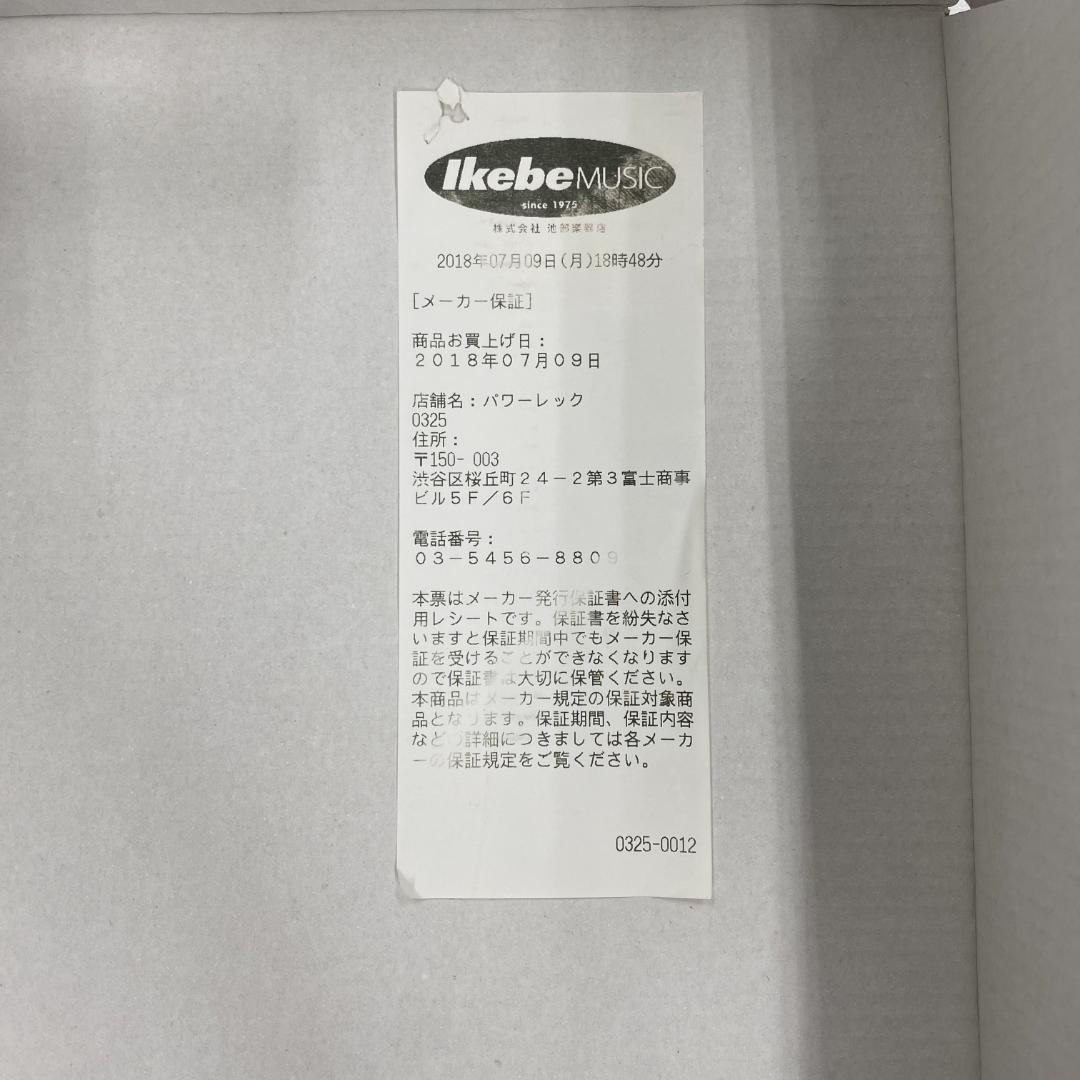 Ikebe MUSIC
since 1975
株式会社 池部楽器店
2018年07月09日(月)18時48分
[メーカー保証]
商品お買上げ日:
2018年07月09日
店舗名:パワーレック
0325
住所:
〒150- 003
渋谷区桜丘町24-2第3富士商事
ビル5F/6F
電話番号:
03-5456-8809
本票はメーカー発行保証書への添付
用レシートです。保証書を紛失なさ
いますと保証期間中でもメーカー保
証を受けることができなくなります
ので保証書は大切に保管ください。
本商品はメーカー規定の保証対象商
品となります。保証期間、保証内容
などの詳細につきましては各メーカ
ーの保証規定をご覧ください。
0325-0012